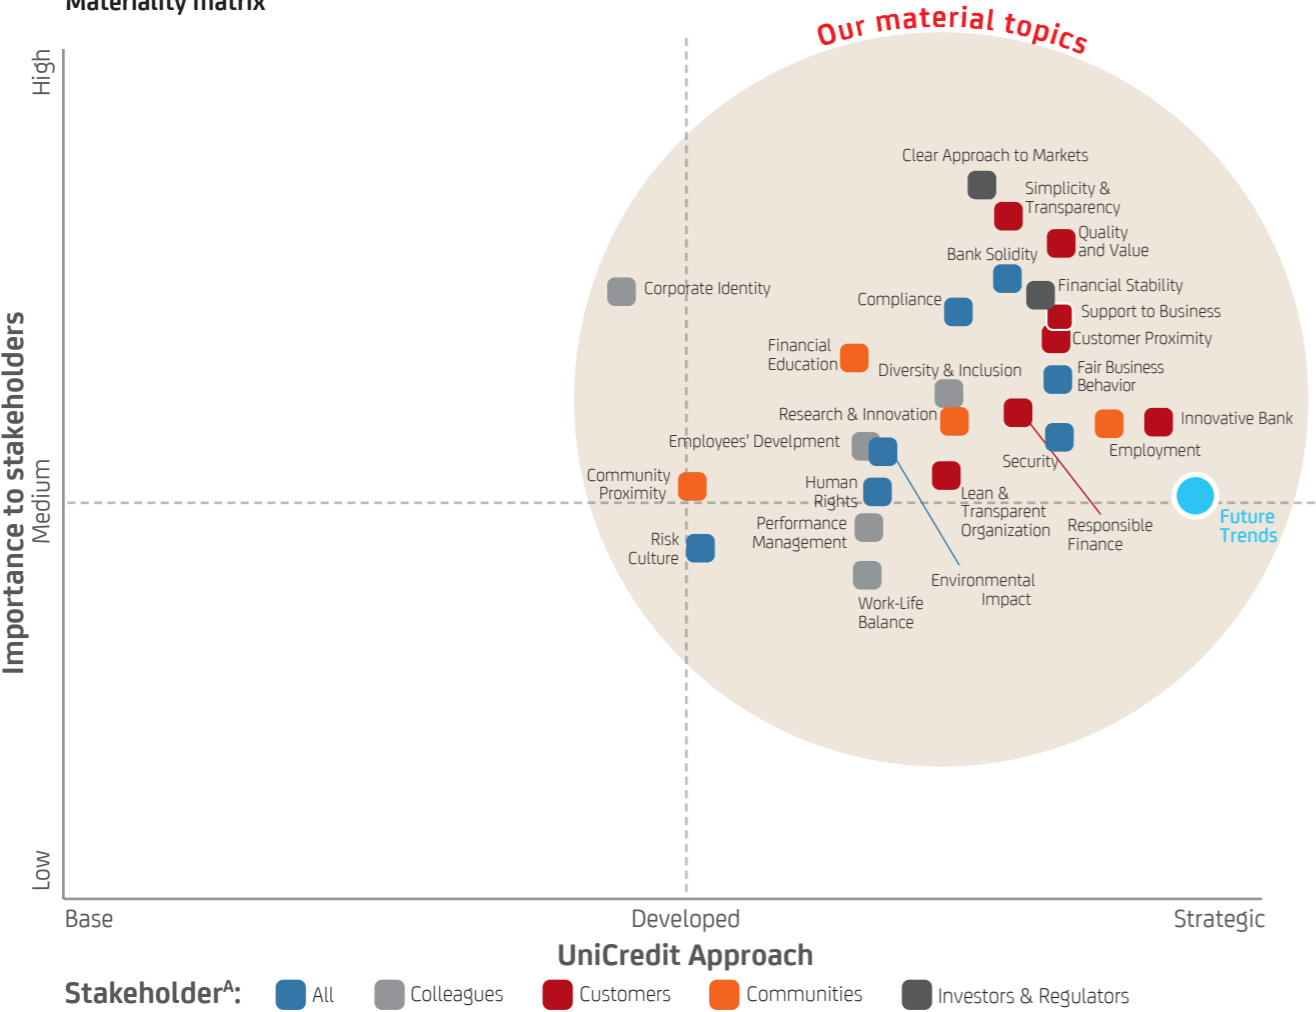 Materiality matrix
Our material topics
High
Medium
Low
Importance to stakeholders
Clear Approach to Markets
Simplicity &
Transparency
Quality
and Value
Bank Solidity
Financial Stability
Corporate Identity
Compliance
Support to Business
Customer Proximity
Financial
Education
Diversity & Inclusion
Fair Business
Behavior
Research & Innovation
Innovative Bank
Employees' Develpment
Employment
Security
Community
Proximity
Human
Rights
Lean &
Transparent
Organization
Responsible
Finance
Future
Trends
Performance
Management
Risk
Culture
Environmental
Impact
Work-Life
Balance
Base
Developed
Strategic
UniCredit Approach
Stakeholderᴬ:
All
Colleagues
Customers
Communities
Investors & Regulators